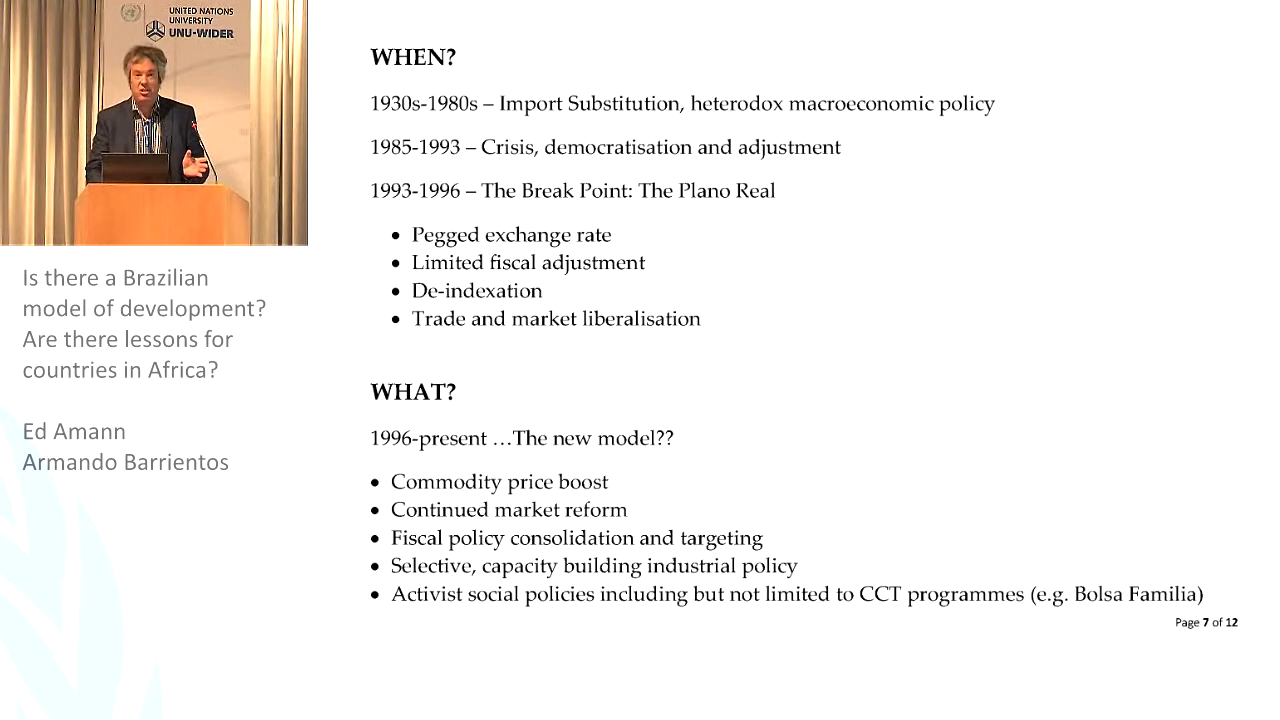 UNITED NATIONS
UNIVERSITY
UNU-WIDER
Is there a Brazilian
model of development?
Are there lessons for
countries in Africa?
Ed Amann
Armando Barrientos
WHEN?
1930s-1980s – Import Substitution, heterodox macroeconomic policy
1985-1993 – Crisis, democratisation and adjustment
1993-1996 – The Break Point: The Plano Real
• Pegged exchange rate
• Limited fiscal adjustment
• De-indexation
• Trade and market liberalisation
WHAT?
1996-present …The new model??
• Commodity price boost
• Continued market reform
• Fiscal policy consolidation and targeting
• Selective, capacity building industrial policy
• Activist social policies including but not limited to CCT programmes (e.g. Bolsa Familia)
Page 7 of 12